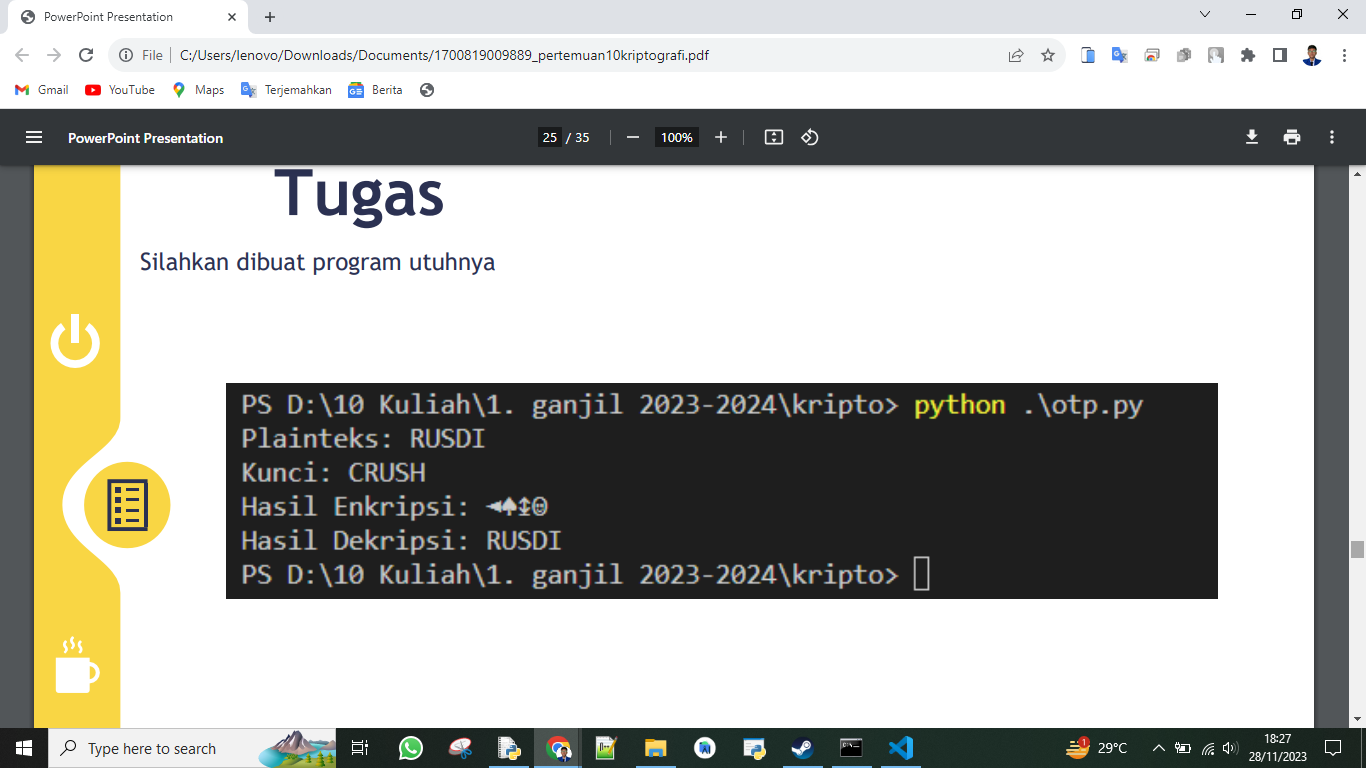 PowerPoint Presentation
File
C:/Users/lenovo/Downloads/Documents/1700819009889_pertemuan10kriptografi.pdf
Gmail
YouTube
Maps
Terjemahkan
Berita
PowerPoint Presentation
25 / 35
100%
Tugas
Silahkan dibuat program utuhnya
PS D:\10 Kuliah\1. ganjil 2023-2024\kripto> python .\otp.py
Plainteks: RUSDI
Kunci: CRUSH
Hasil Enkripsi: ◄♠↨☺
Hasil Dekripsi: RUSDI
PS D:\10 Kuliah\1. ganjil 2023-2024\kripto>
Type here to search
1
29°C
18:27
28/11/2023